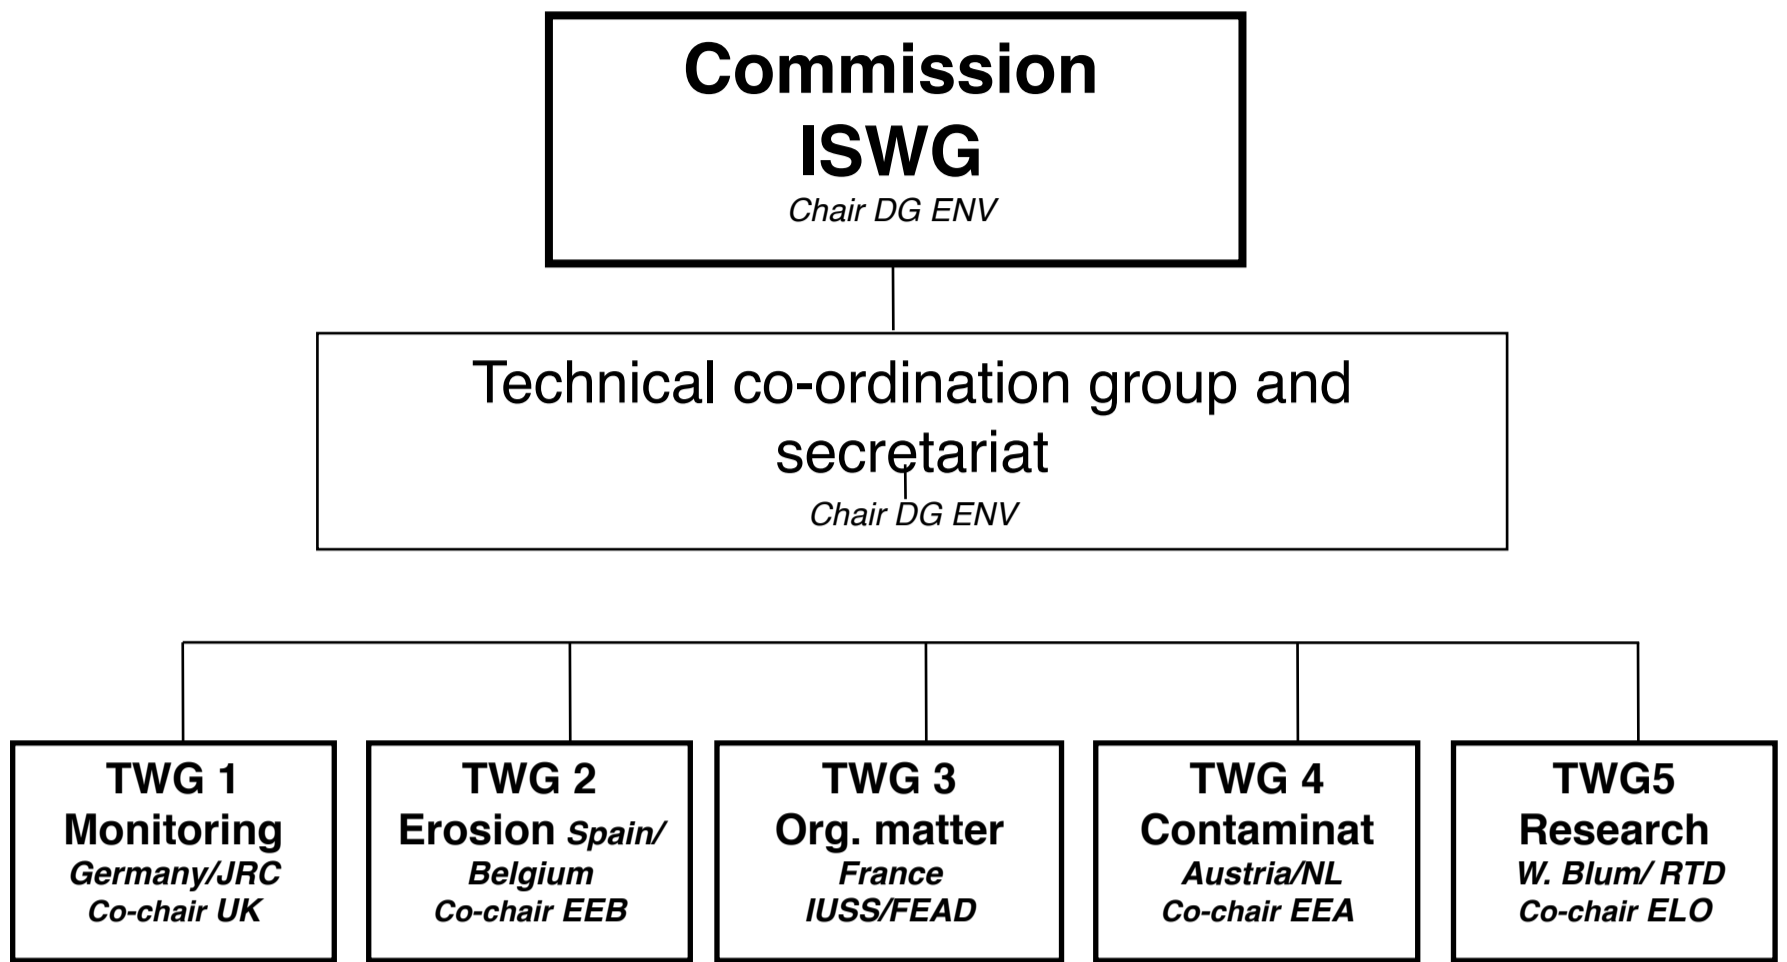 Commission
ISWG
Chair DG ENV
Technical co-ordination group and
secretariat
Chair DG ENV
TWG 1
Monitoring
Germany/JRC
Co-chair UK
TWG 2
Erosion Spain/
Belgium
Co-chair EEB
TWG 3
Org. matter
France
IUSS/FEAD
TWG 4
Contaminat
Austria/NL
Co-chair EEA
TWG5
Research
W. Blum/ RTD
Co-chair ELO